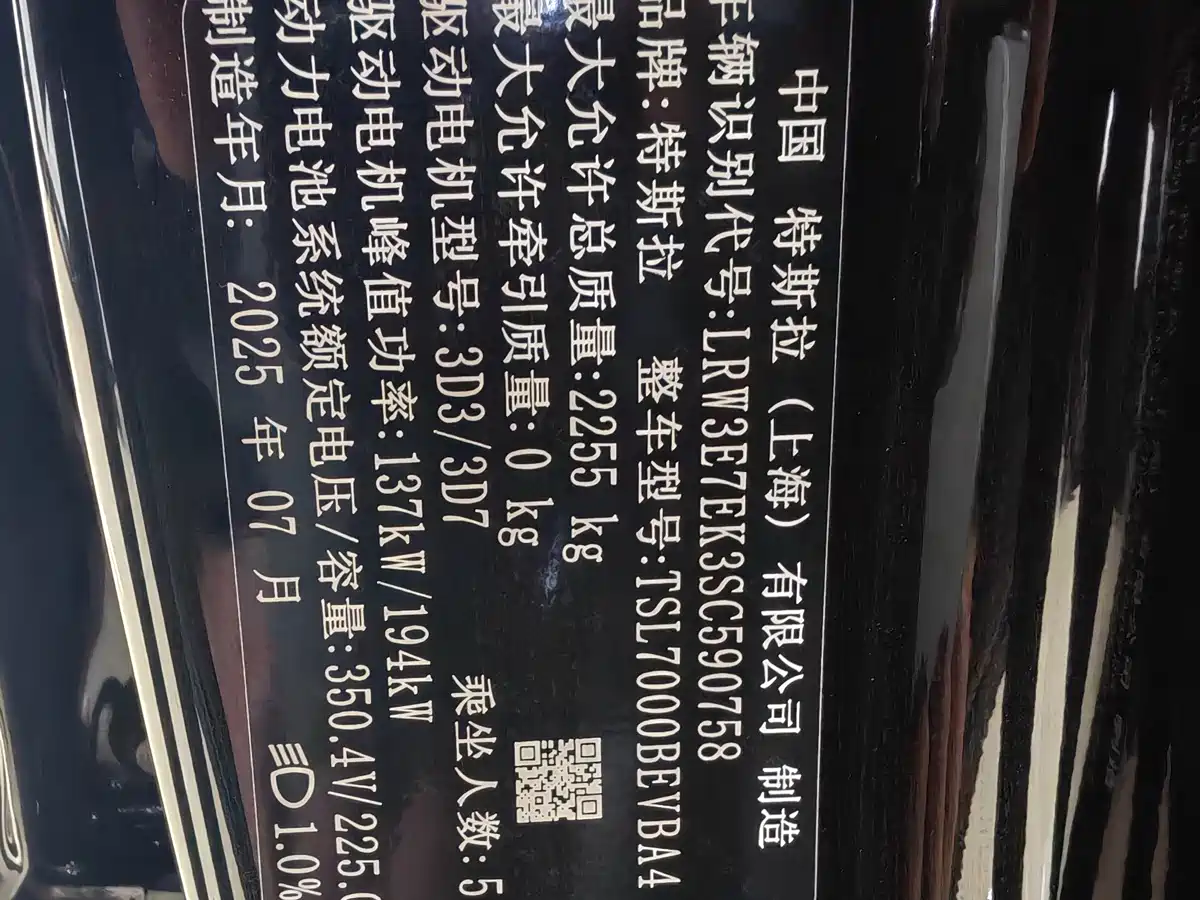 中国 特斯拉（上海）有限公司 制造
车辆识别代号:LRW3E7EK3SC590758
品牌:特斯拉 整车型号:TSL7000BEVBA4
最大允许总质量:2255 kg
最大允许牵引质量:0 kg
驱动电机型号:3D3/3D7 乘坐人数:5
驱动电机峰值功率:137kW/194kW
动力电池系统额定电压/容量:350.4V/225.0
制造年月: 2025 年 07 月 1.0%